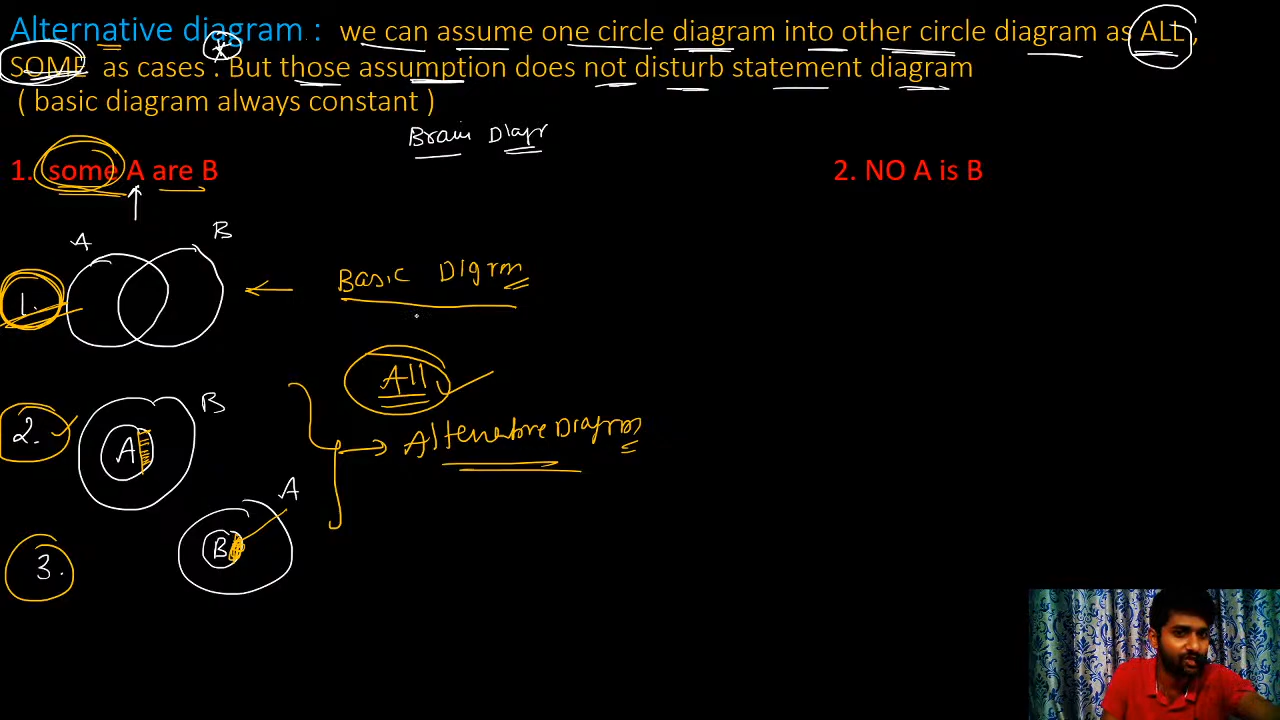 Alternative diagram : we can assume one circle diagram into other circle diagram as ALL ,
SOME as cases . But those assumption does not disturb statement diagram
( basic diagram always constant )
Brain Diagr
1. some A are B
2. NO A is B
A B
1.
Basic Digrm
All
2. A B
Alternative Diagram
3. B A